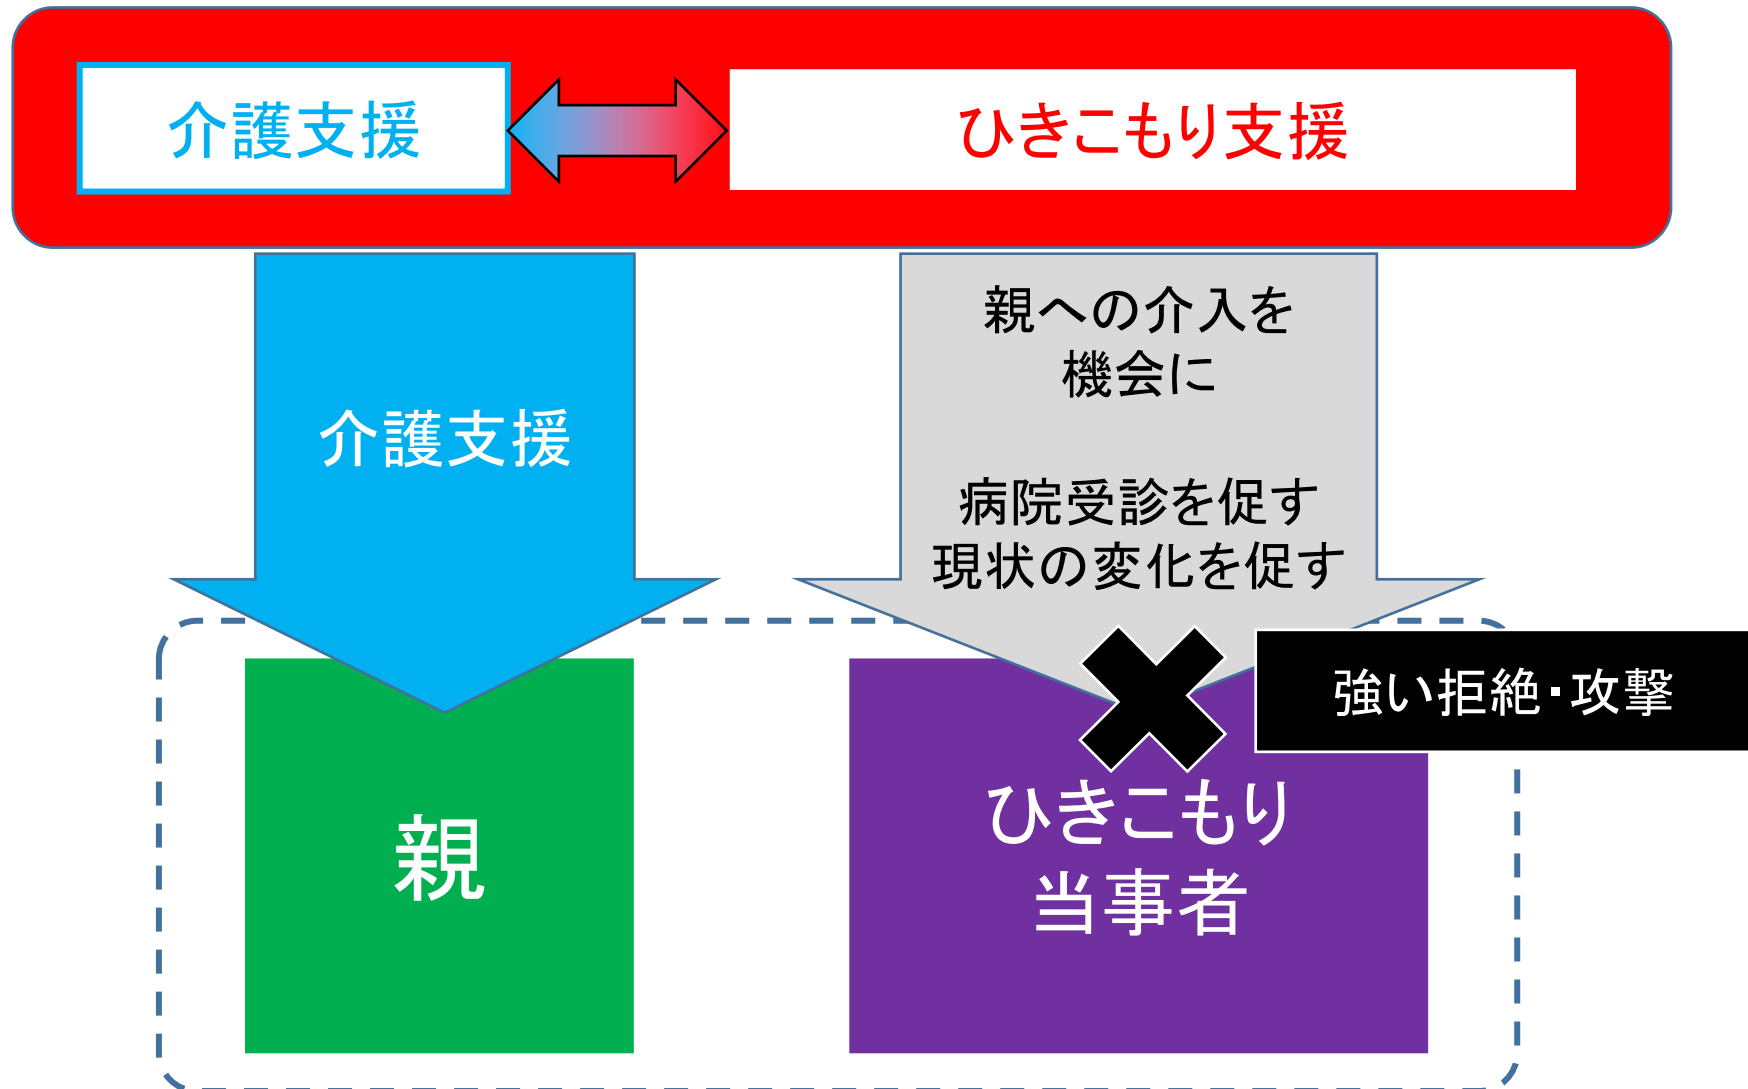 介護支援
ひきこもり支援
介護支援
親への介入を
機会に
病院受診を促す
現状の変化を促す
強い拒絶・攻撃
親
ひきこもり
当事者